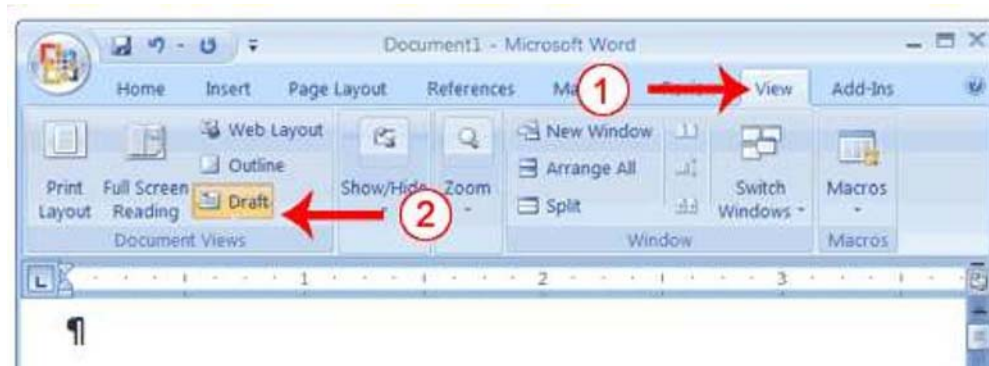 Document1 - Microsoft Word
Home Insert Page Layout References Ma 1 View Add-Ins
Print Layout
Full Screen Reading
Web Layout
Outline
Draft
Show/Hide
Zoom
New Window
Arrange All
Split
Switch Windows
Macros
2
Document Views Window Macros
L 1 2 3
¶